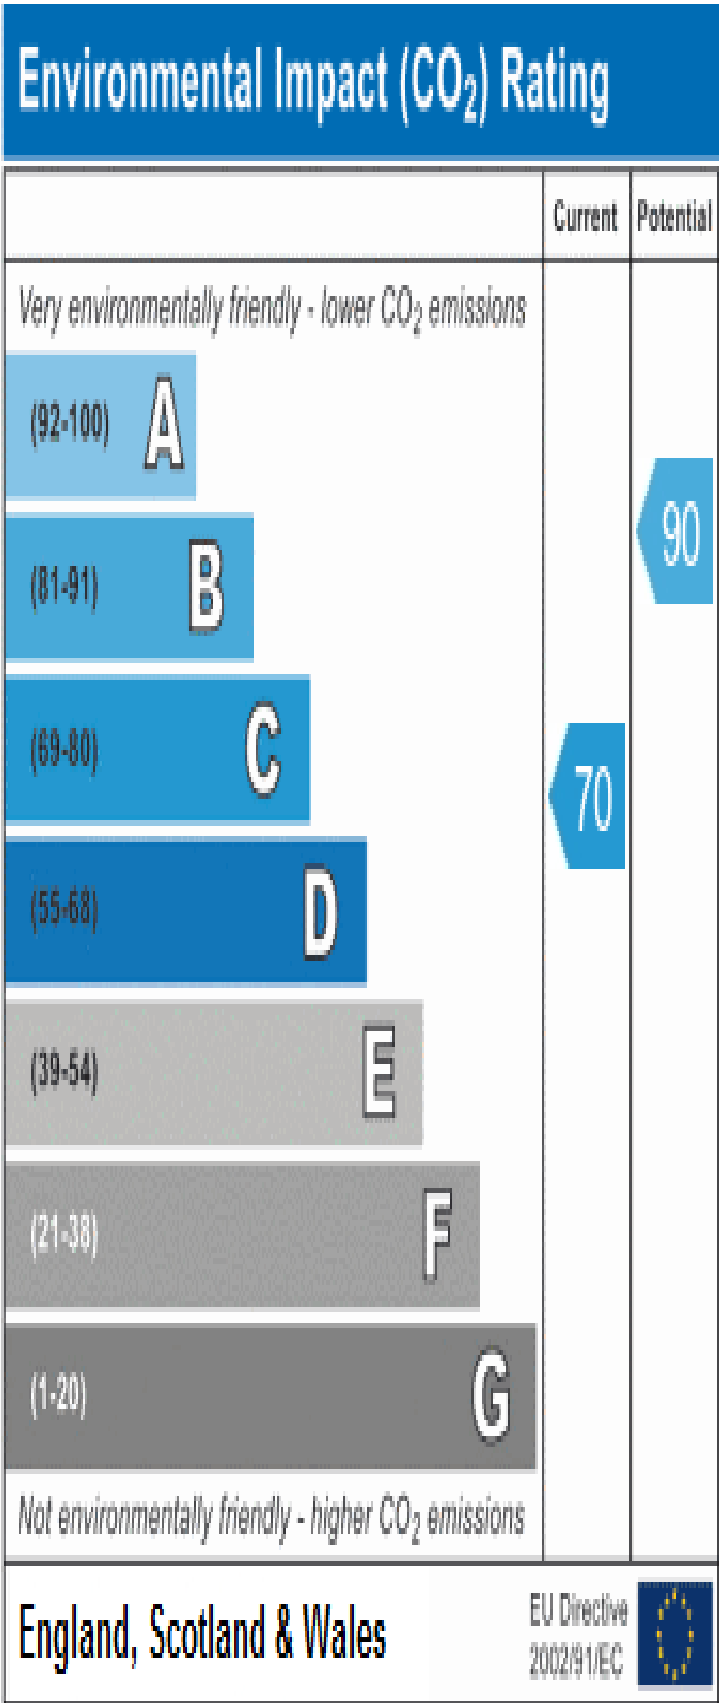 Environmental Impact (CO₂) Rating
Current Potential
Very environmentally friendly - lower CO₂ emissions
(92-100) A
(81-91) B
90
(69-80) C
70
(55-68) D
(39-54) E
(21-38) F
(1-20) G
Not environmentally friendly - higher CO₂ emissions
England, Scotland & Wales
EU Directive
2002/91/EC